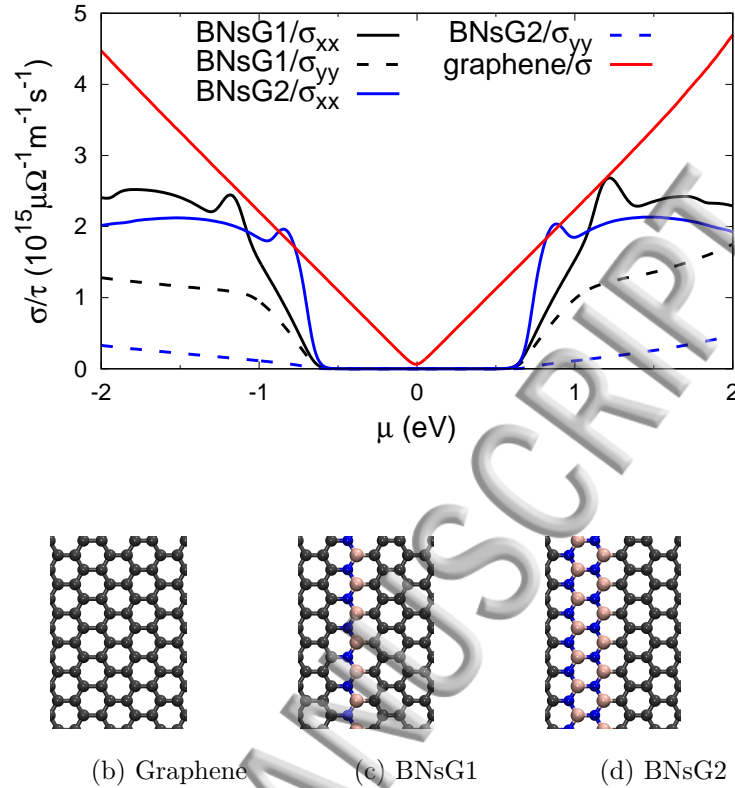 BNsG1/σxx
BNsG1/σyy
BNsG2/σxx
BNsG2/σyy
graphene/σ
5
4
3
2
1
0
σ/τ (10¹⁵μΩ⁻¹m⁻¹s⁻¹)
-2 -1 0 1 2
μ (eV)
(b) Graphene (c) BNsG1 (d) BNsG2
MANUSCRIPT